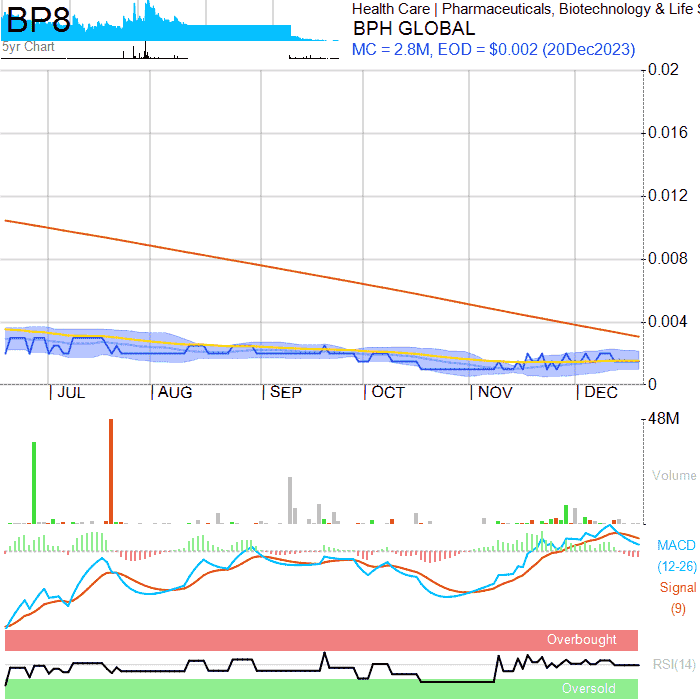 BP8
5yr Chart
Health Care | Pharmaceuticals, Biotechnology & Life S
BPH GLOBAL
MC = 2.8M, EOD = $0.002 (20Dec2023)
0.02
0.016
0.012
0.008
0.004
0
JUL AUG SEP OCT NOV DEC
48M
Volume
MACD
(12-26)
Signal
(9)
Overbought
RSI(14)
Oversold